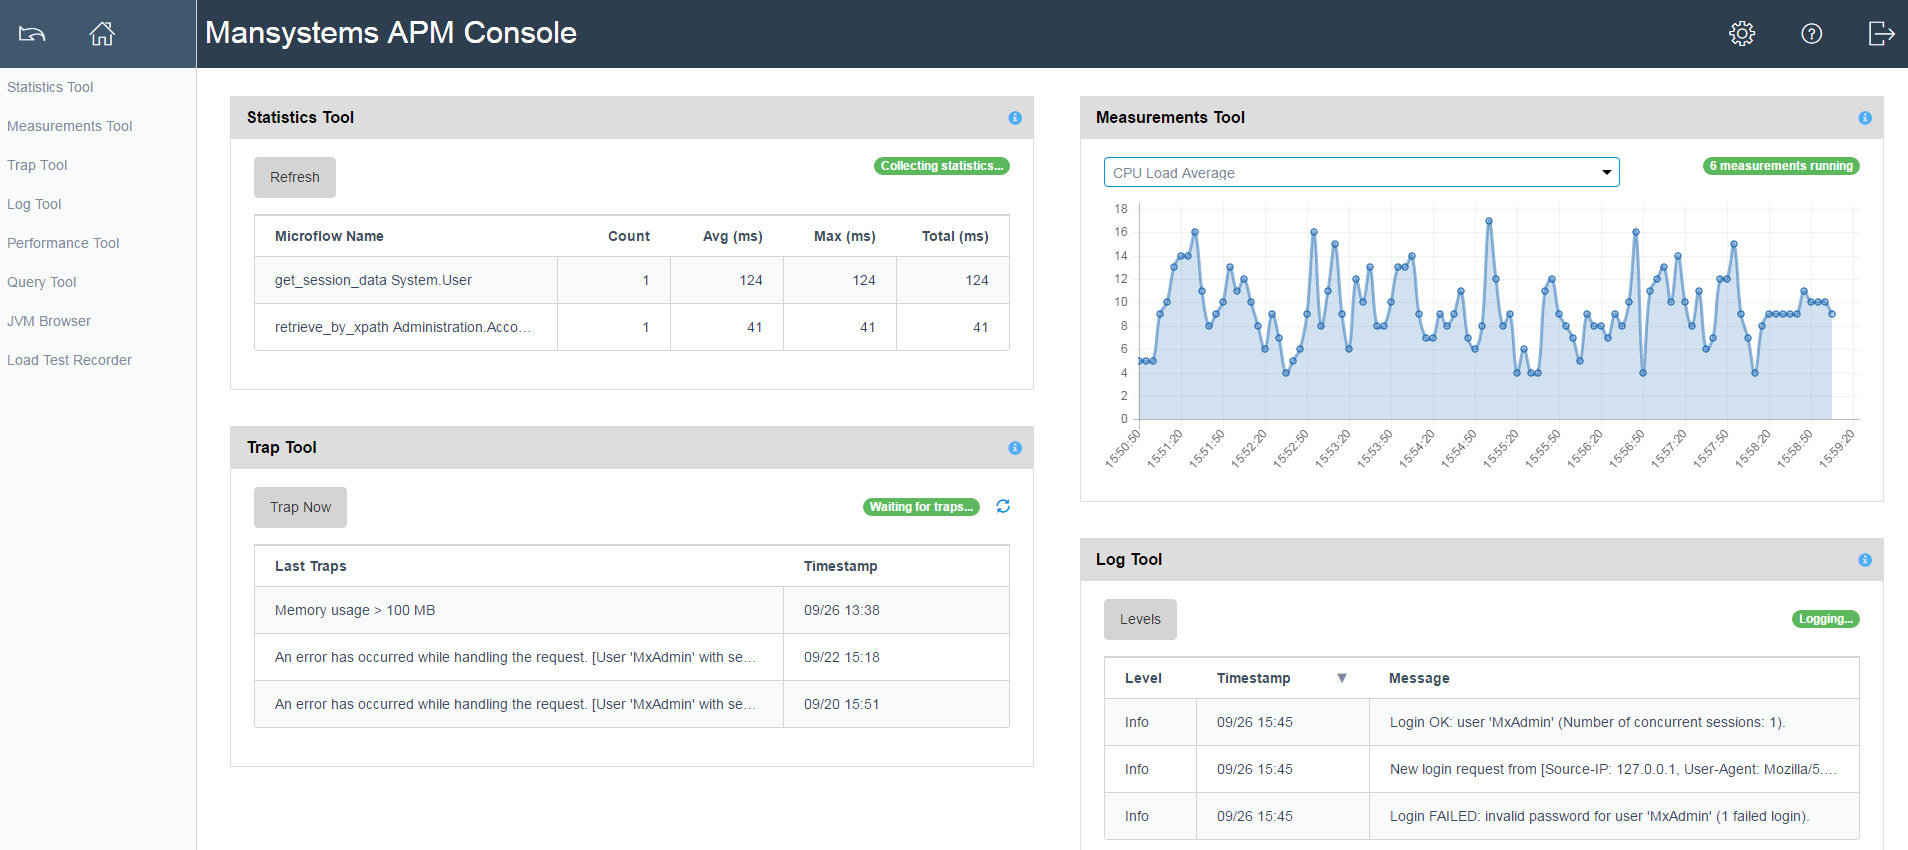 Mansystems APM Console
Statistics Tool
Measurements Tool
Trap Tool
Log Tool
Performance Tool
Query Tool
JVM Browser
Load Test Recorder
Statistics Tool
Refresh
Collecting statistics...
Microflow Name Count Avg (ms) Max (ms) Total (ms)
get_session_data System.User 1 124 124 124
retrieve_by_xpath Administration.Acco... 1 41 41 41
Trap Tool
Trap Now
Waiting for traps...
Last Traps Timestamp
Memory usage > 100 MB 09/26 13:38
An error has occurred while handling the request. [User 'MxAdmin' with se... 09/22 15:18
An error has occurred while handling the request. [User 'MxAdmin' with se... 09/20 15:51
Measurements Tool
CPU Load Average
6 measurements running
18
16
14
12
10
8
6
4
2
0
15:50:50 15:51:20 15:51:50 15:52:20 15:52:50 15:53:20 15:53:50 15:54:20 15:54:50 15:55:20 15:55:50 15:56:20 15:56:50 15:57:20 15:57:50 15:58:20 15:58:50 15:59:20
Log Tool
Levels
Logging...
Level Timestamp ▼ Message
Info 09/26 15:45 Login OK: user 'MxAdmin' (Number of concurrent sessions: 1).
Info 09/26 15:45 New login request from [Source-IP: 127.0.0.1, User-Agent: Mozilla/5....
Info 09/26 15:45 Login FAILED: invalid password for user 'MxAdmin' (1 failed login).